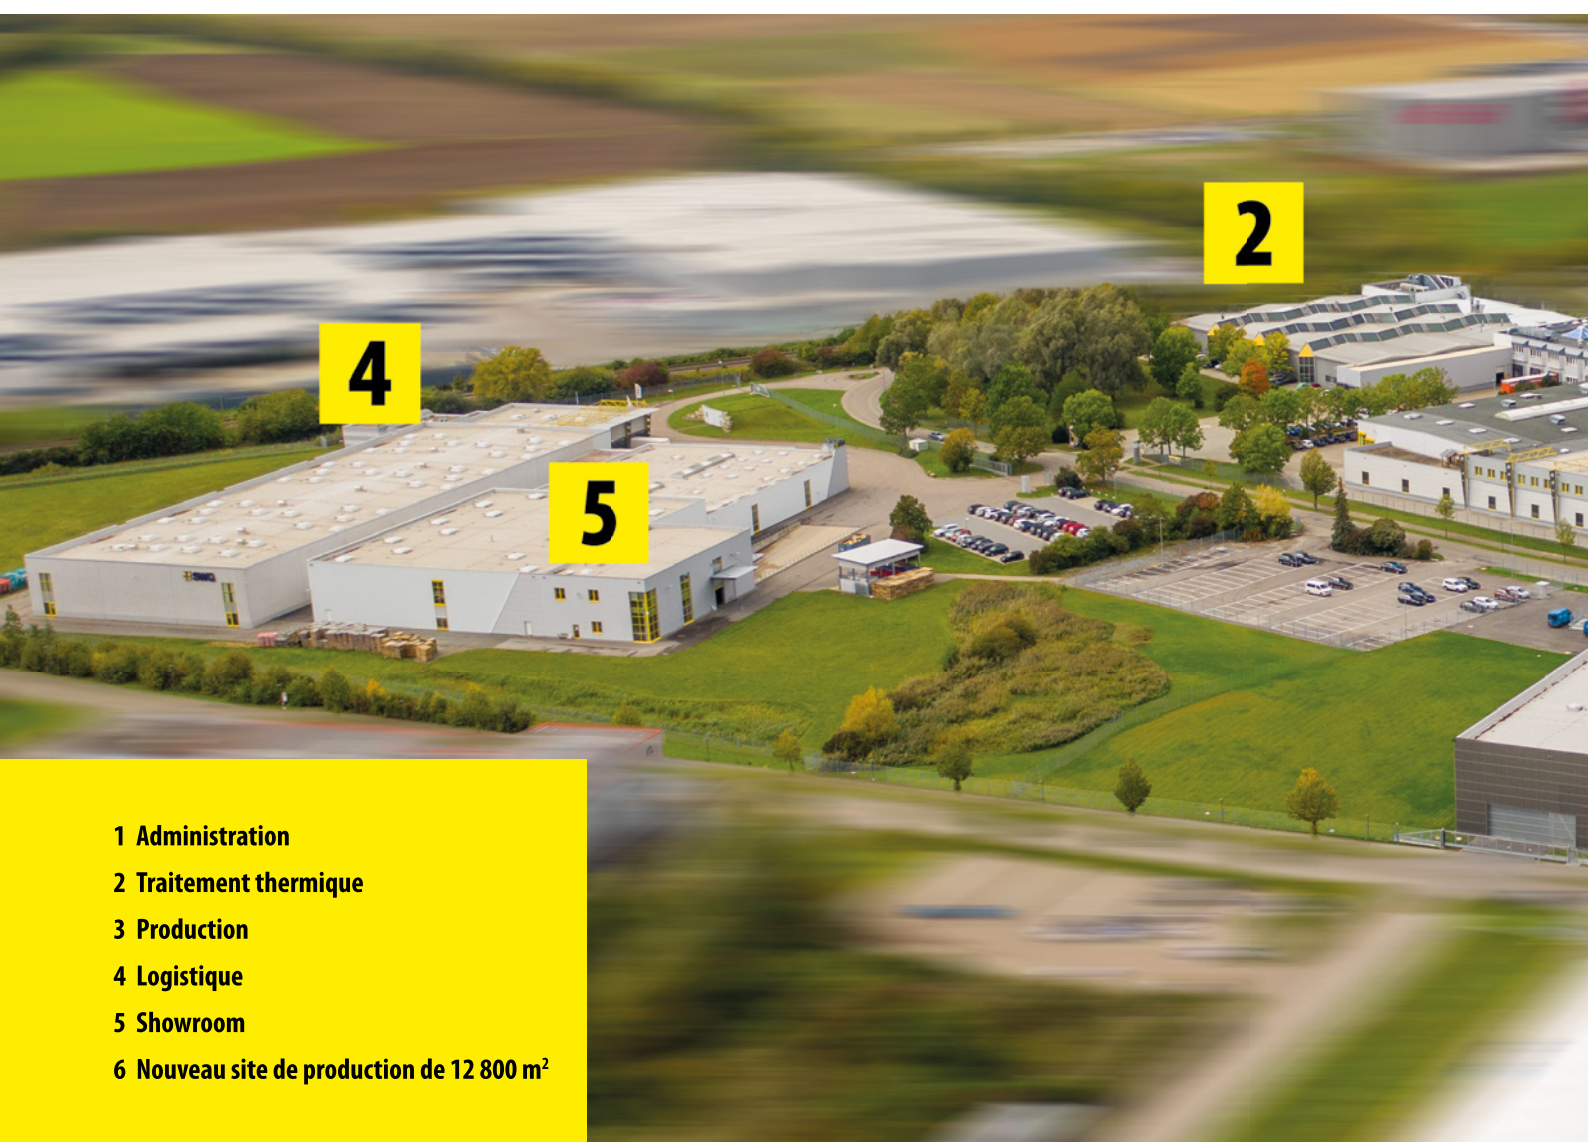 2
4
5
1 Administration
2 Traitement thermique
3 Production
4 Logistique
5 Showroom
6 Nouveau site de production de 12 800 m²